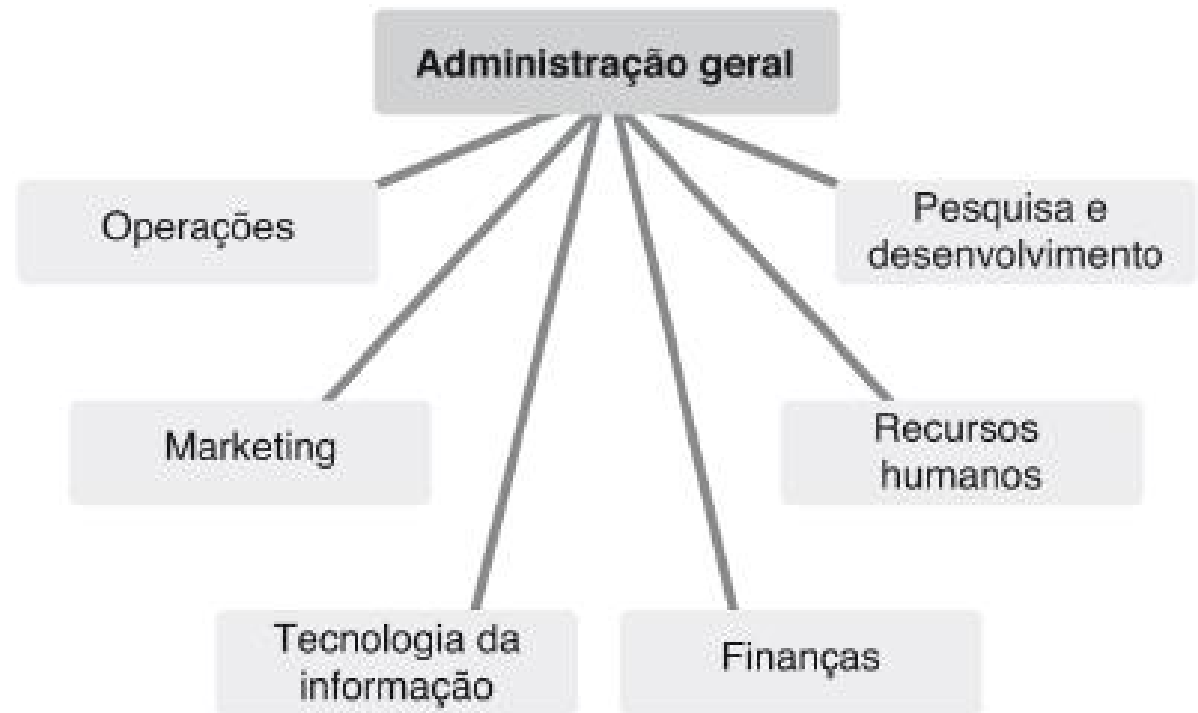 Administração geral
Operações
Pesquisa e
desenvolvimento
Marketing
Recursos
humanos
Tecnologia da
informação
Finanças